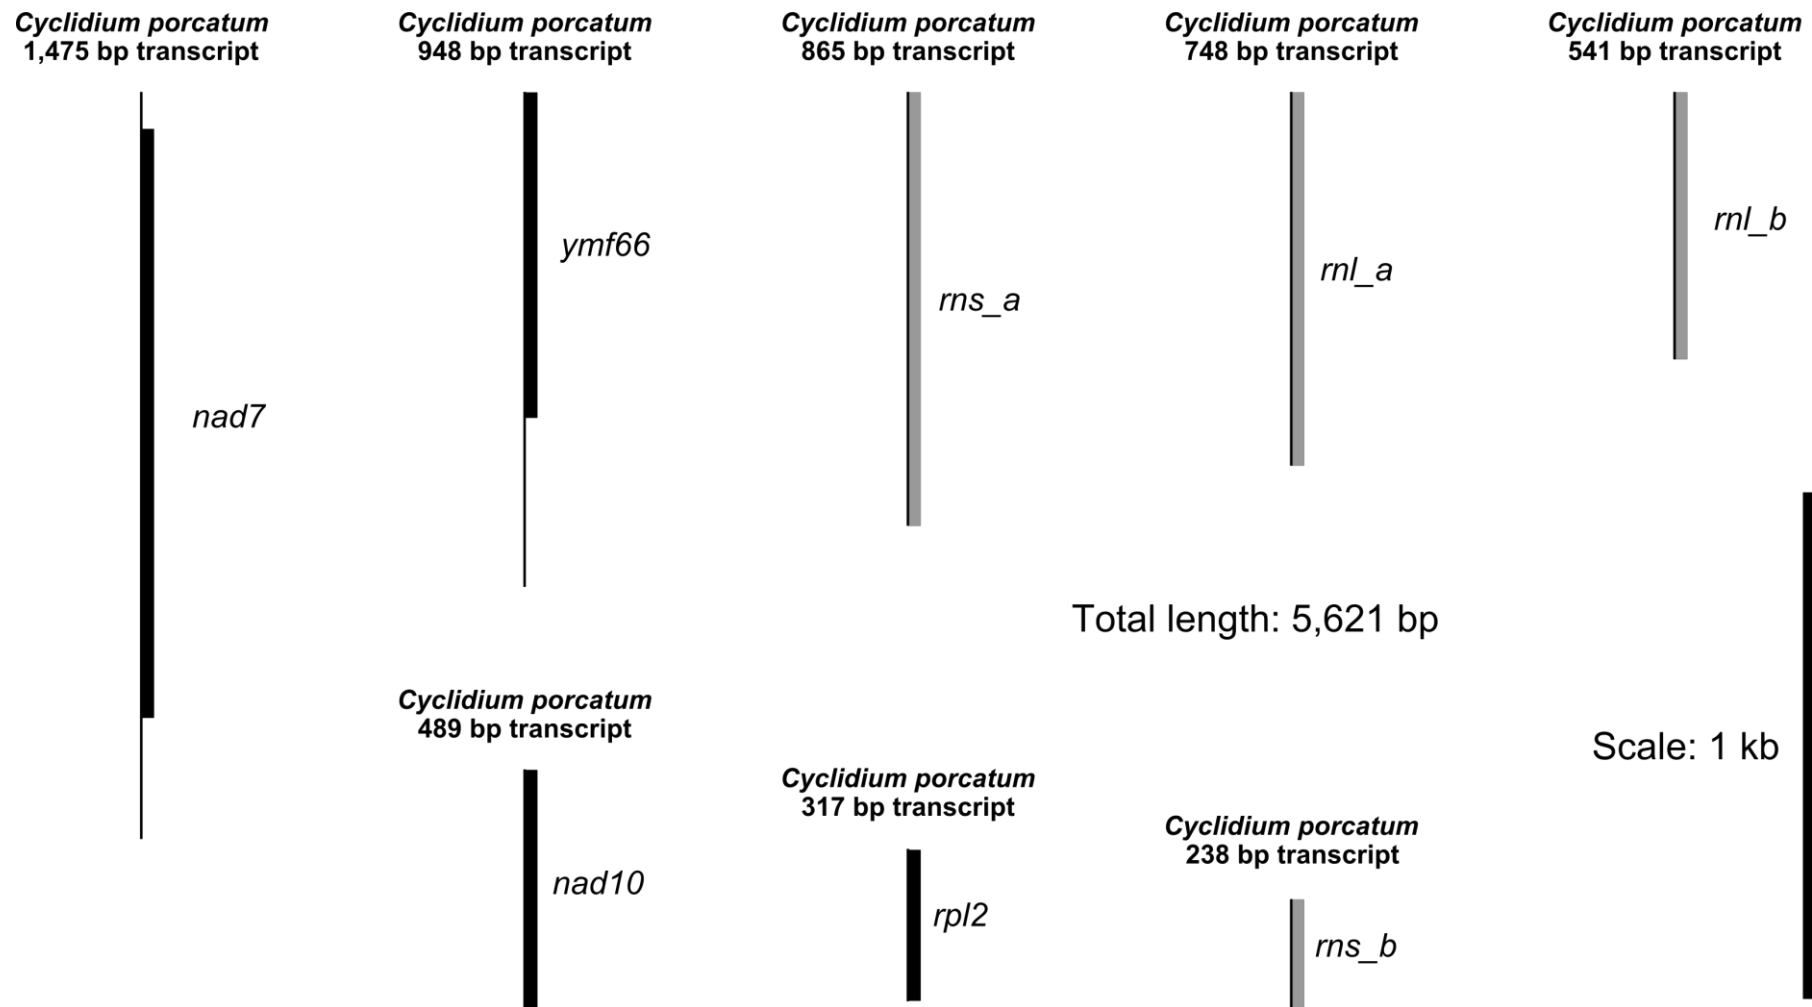 Cyclidium porcatum
1,475 bp transcript
nad7
Cyclidium porcatum
948 bp transcript
ymf66
Cyclidium porcatum
865 bp transcript
rns_a
Cyclidium porcatum
748 bp transcript
rnl_a
Cyclidium porcatum
541 bp transcript
rnl_b
Total length: 5,621 bp
Cyclidium porcatum
489 bp transcript
nad10
Cyclidium porcatum
317 bp transcript
rpl2
Cyclidium porcatum
238 bp transcript
rns_b
Scale: 1 kb